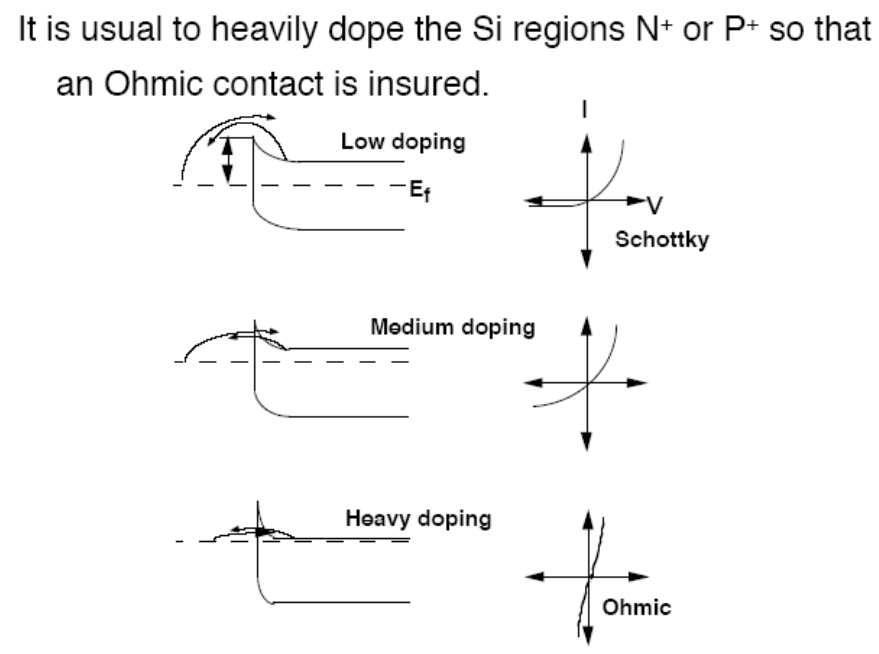 It is usual to heavily dope the Si regions N+ or P+ so that
an Ohmic contact is insured.
I
Low doping
Ef
V
Schottky
Medium doping
Heavy doping
Ohmic